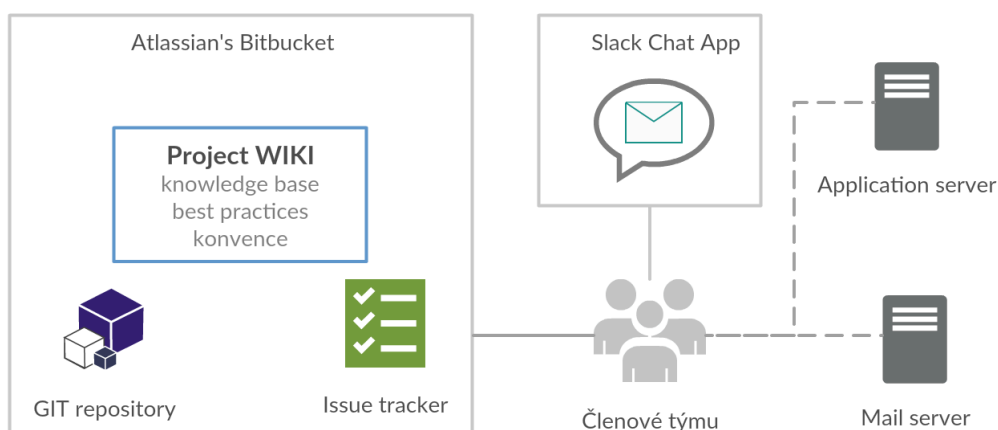 Atlassian's Bitbucket
Project WIKI
knowledge base
best practices
konvence
GIT repository
Issue tracker
Slack Chat App
Členové týmu
Application server
Mail server